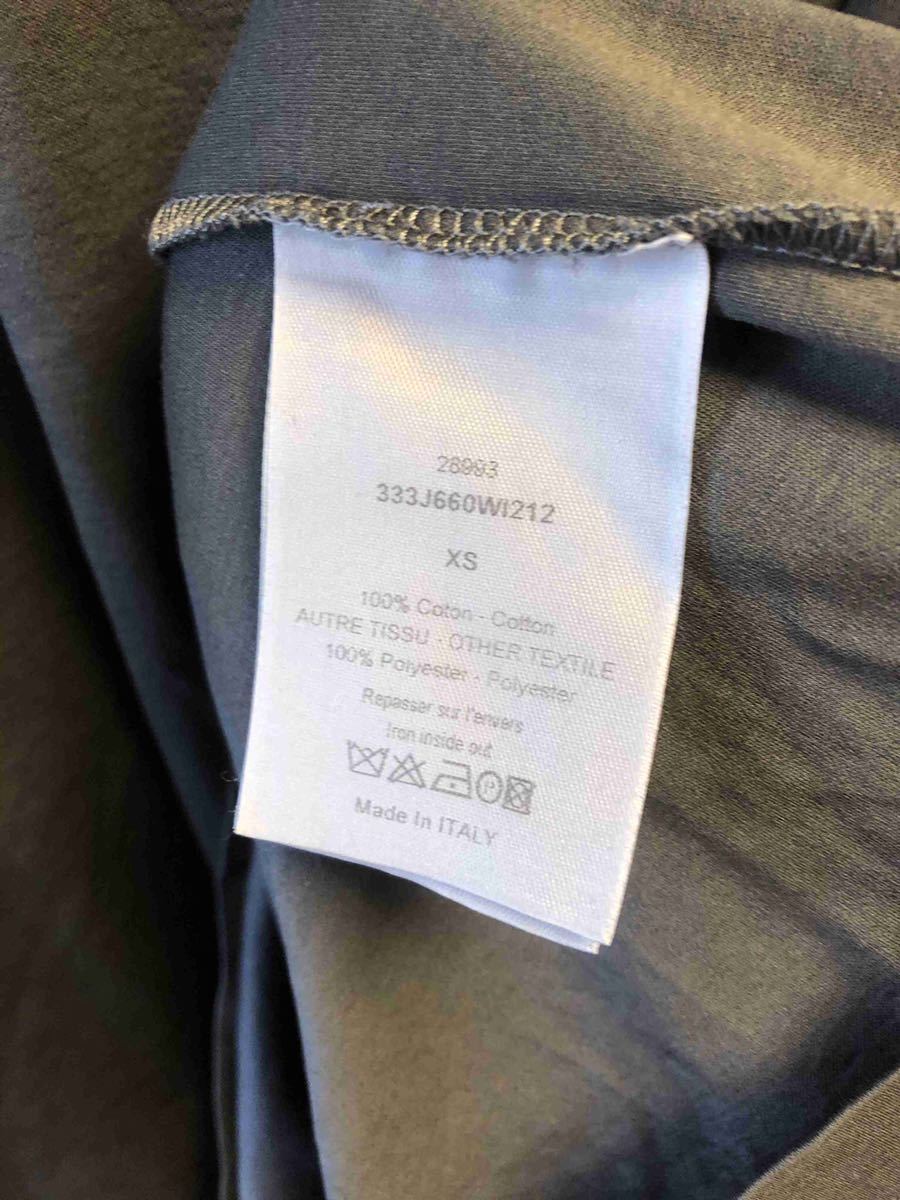 28993
333J660WI212
XS
100% Coton - Cotton
AUTRE TISSU - OTHER TEXTILE
100% Polyester - Polyester
Repasser sur l'envers
Iron inside out
P
Made In ITALY